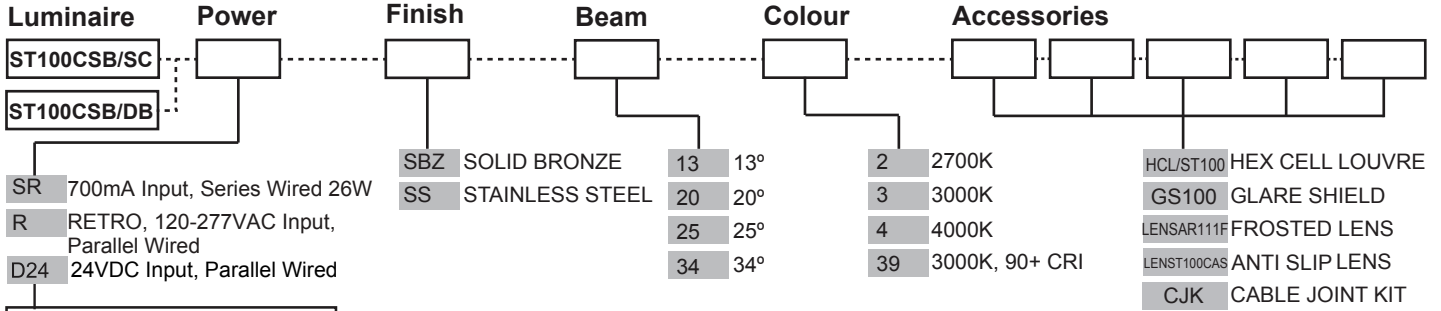 Luminaire Power Finish Beam Colour Accessories
ST100CSB/SC
ST100CSB/DB
SR 700mA Input, Series Wired 26W
R RETRO, 120-277VAC Input,
Parallel Wired
D24 24VDC Input, Parallel Wired
SBZ SOLID BRONZE
SS STAINLESS STEEL
13 13º
20 20º
25 25º
34 34º
2 2700K
3 3000K
4 4000K
39 3000K, 90+ CRI
HCL/ST100 HEX CELL LOUVRE
GS100 GLARE SHIELD
LENSAR111F FROSTED LENS
LENST100CAS ANTI SLIP LENS
CJK CABLE JOINT KIT